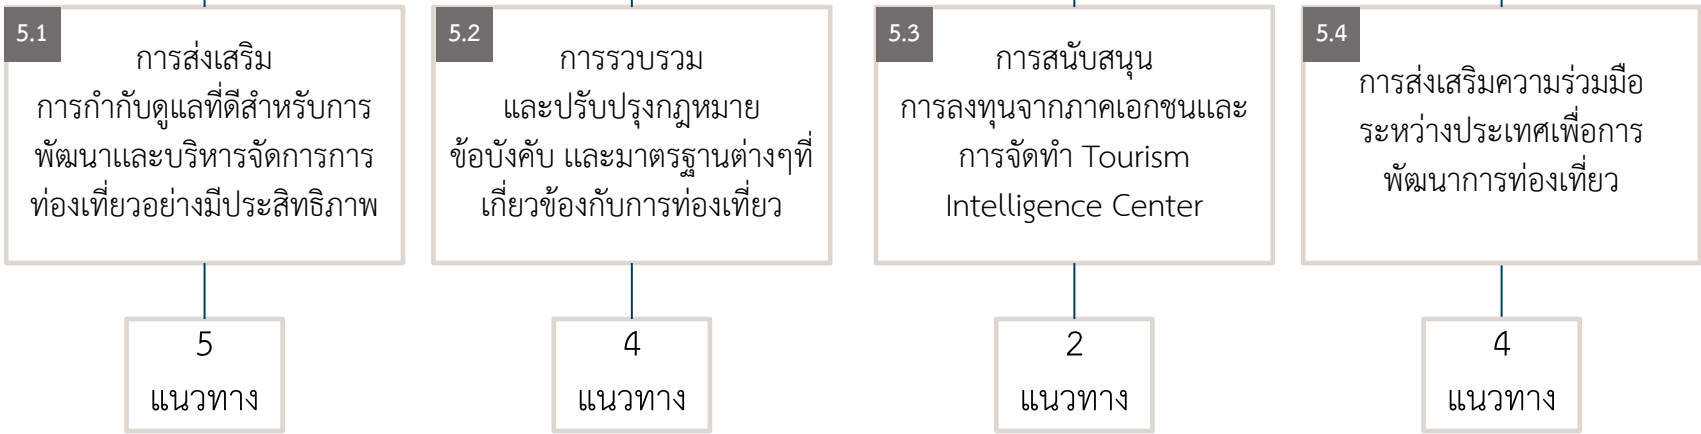 5.1
การส่งเสริม
การกำกับดูแลที่ดีสำหรับการ
พัฒนาและบริหารจัดการการ
ท่องเที่ยวอย่างมีประสิทธิภาพ
5
แนวทาง
5.2
การรวบรวม
และปรับปรุงกฎหมาย
ข้อบังคับ และมาตรฐานต่างๆที่
เกี่ยวข้องกับการท่องเที่ยว
4
แนวทาง
5.3
การสนับสนุน
การลงทุนจากภาคเอกชนและ
การจัดทำ Tourism
Intelligence Center
2
แนวทาง
5.4
การส่งเสริมความร่วมมือ
ระหว่างประเทศเพื่อการ
พัฒนาการท่องเที่ยว
4
แนวทาง